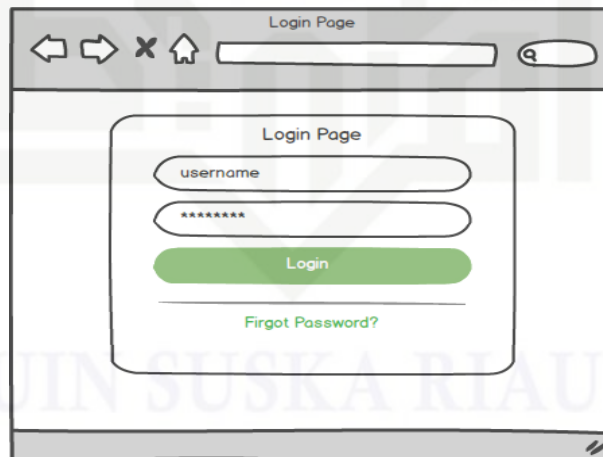 Login Page
Login Page
username
********
Login
Firgot Password?
UIN SUSKA RIAU